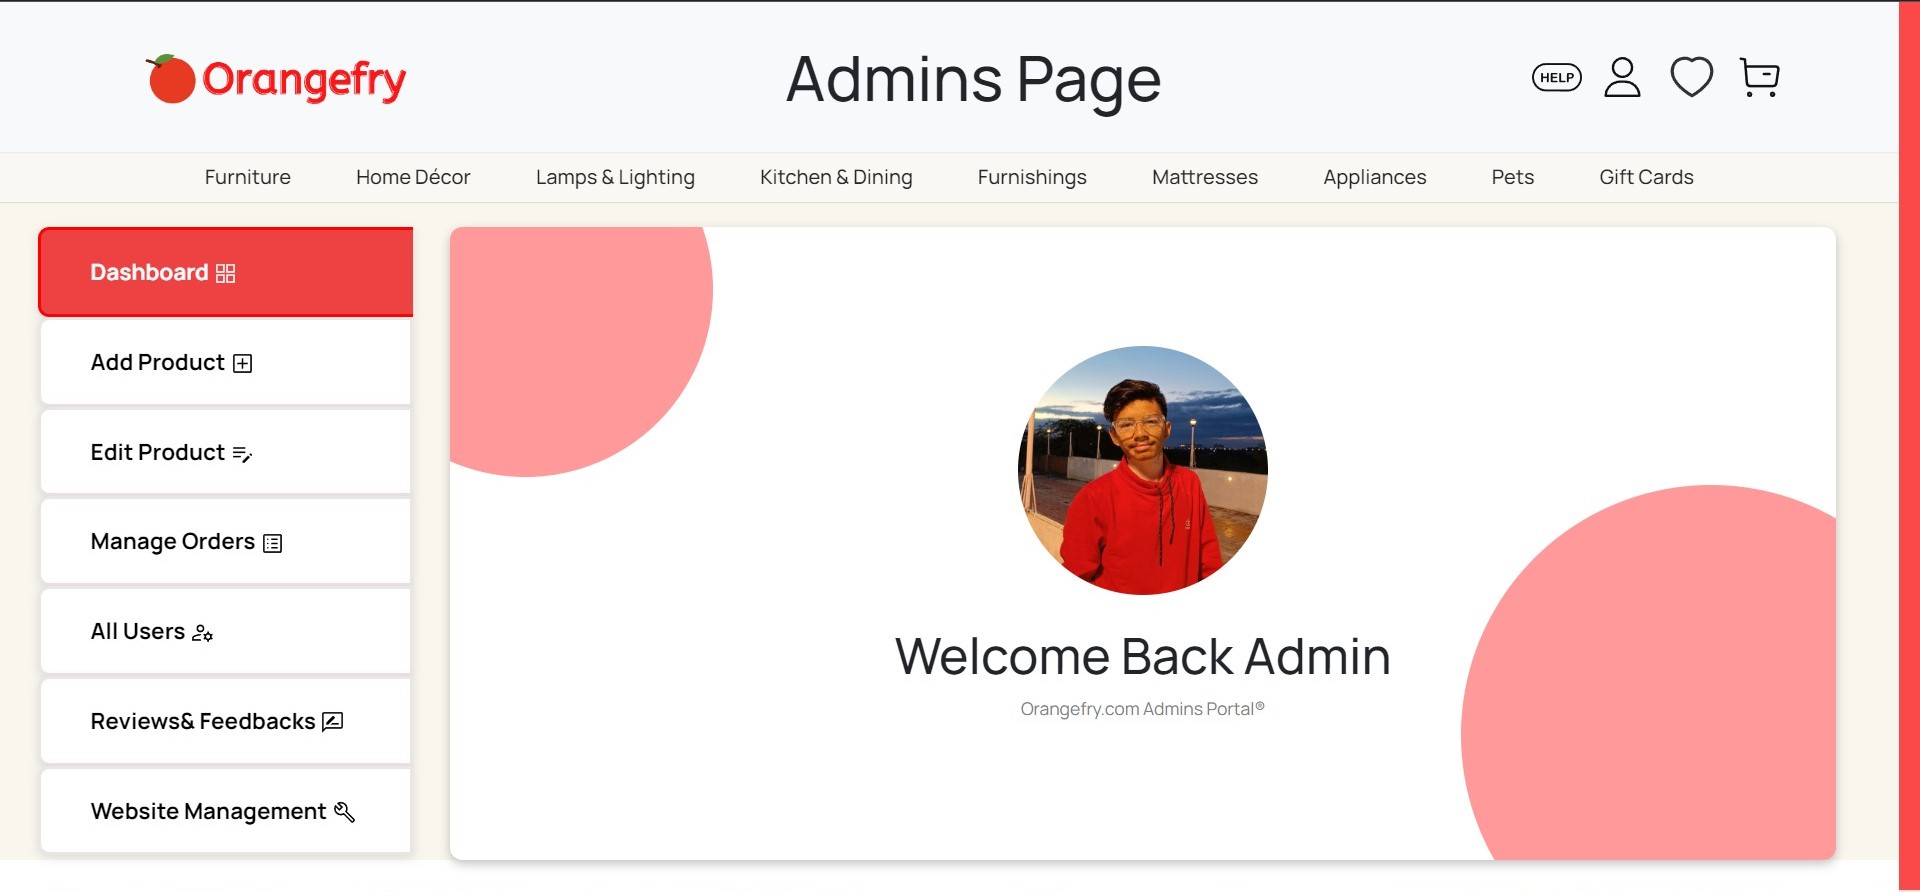 Orangefry
Admins Page
HELP
Furniture
Home Décor
Lamps & Lighting
Kitchen & Dining
Furnishings
Mattresses
Appliances
Pets
Gift Cards
Dashboard
Add Product
Edit Product
Manage Orders
All Users
Reviews& Feedbacks
Website Management
Welcome Back Admin
Orangefry.com Admins Portal®